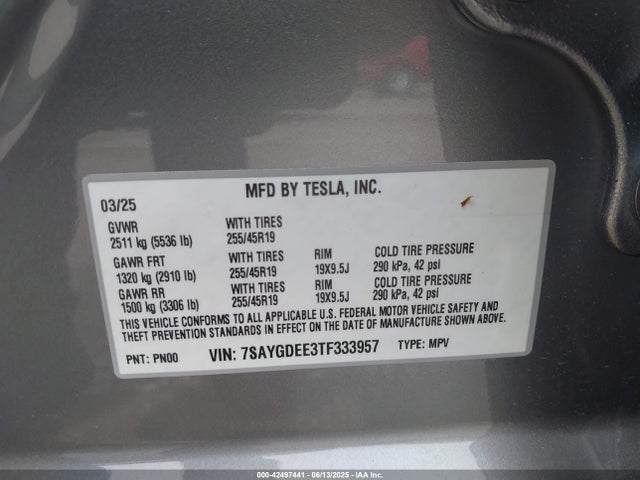 MFD BY TESLA, INC.
03/25
GVWR WITH TIRES
2511 kg (5536 lb) 255/45R19
GAWR FRT WITH TIRES RIM COLD TIRE PRESSURE
1320 kg (2910 lb) 255/45R19 19X9.5J 290 kPa, 42 psi
GAWR RR WITH TIRES RIM COLD TIRE PRESSURE
1500 kg (3306 lb) 255/45R19 19X9.5J 290 kPa, 42 psi
THIS VEHICLE CONFORMS TO ALL APPLICABLE U.S. FEDERAL MOTOR VEHICLE SAFETY AND
THEFT PREVENTION STANDARDS IN EFFECT ON THE DATE OF MANUFACTURE SHOWN ABOVE.
PNT: PN00 VIN: 7SAYGDEE3TF333957 TYPE: MPV
000-42497441 - 06/13/2025 - IAA Inc.